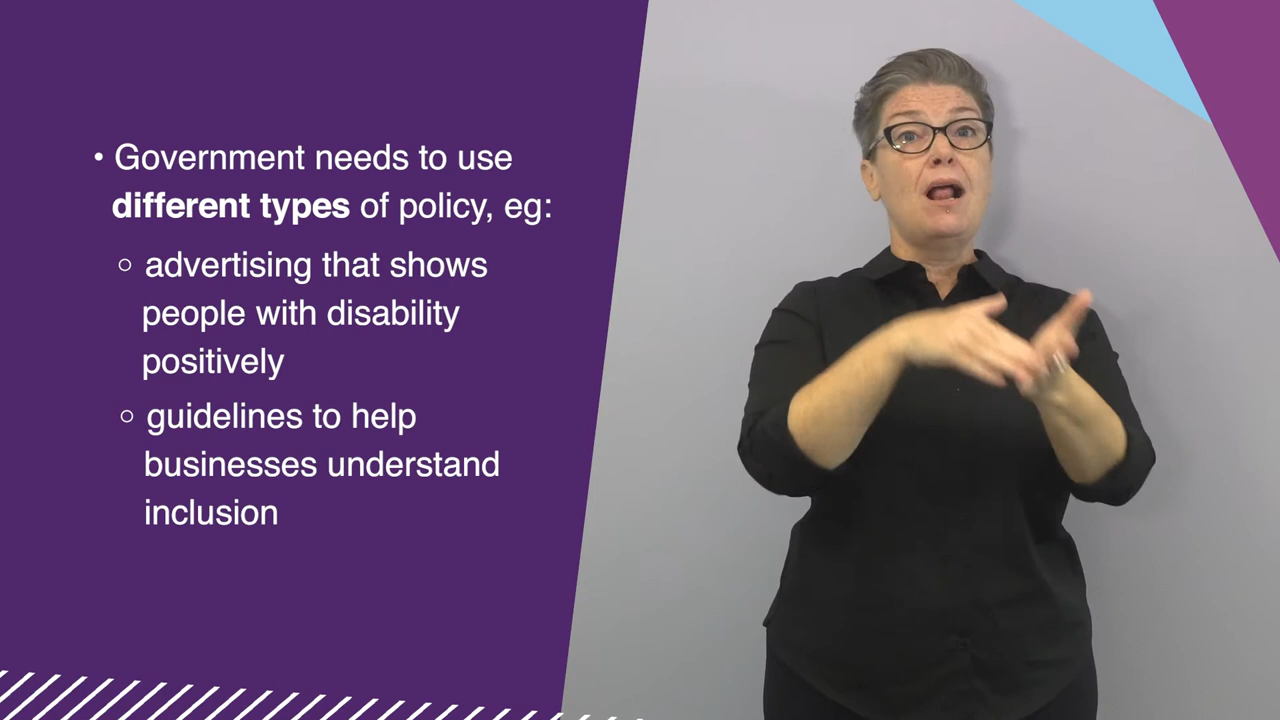 • Government needs to use
different types of policy, eg:
○ advertising that shows
people with disability
positively
○ guidelines to help
businesses understand
inclusion